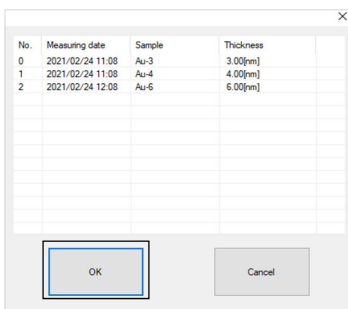 No. Measuring date Sample Thickness
0 2021/02/24 11:08 Au-3 3.00[nm]
1 2021/02/24 11:08 Au-4 4.00[nm]
2 2021/02/24 12:08 Au-6 6.00[nm]
OK Cancel